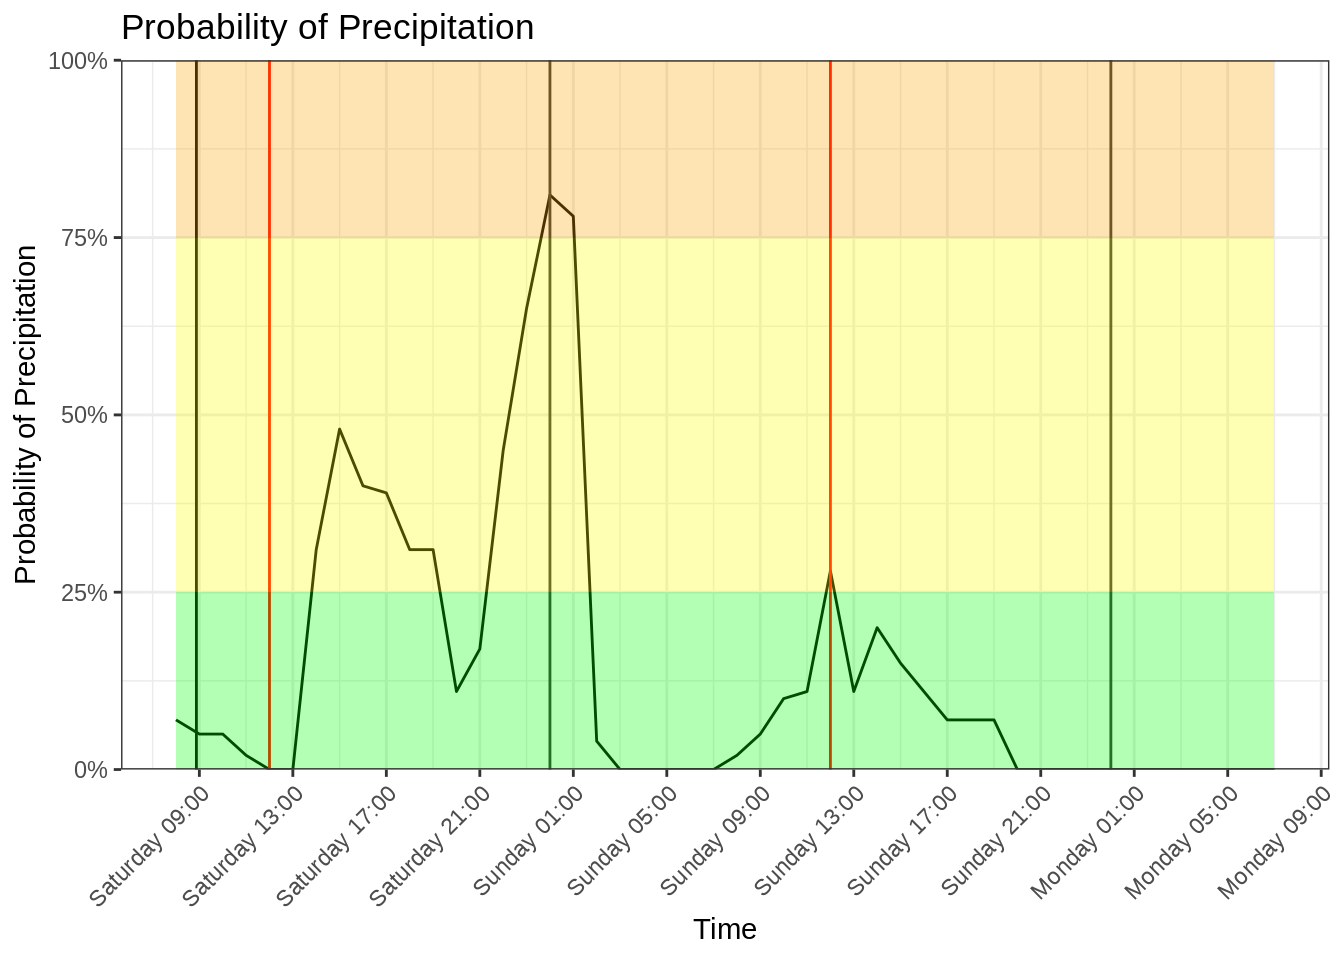 Probability of Precipitation
100%
75%
50%
25%
0%
Probability of Precipitation
Saturday 09:00
Saturday 13:00
Saturday 17:00
Saturday 21:00
Sunday 01:00
Sunday 05:00
Sunday 09:00
Sunday 13:00
Sunday 17:00
Sunday 21:00
Monday 01:00
Monday 05:00
Monday 09:00
Time